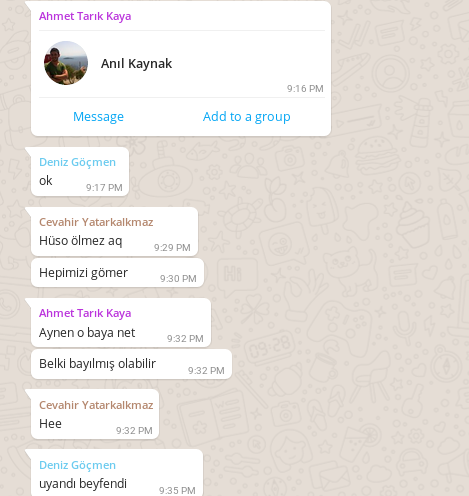 Ahmet Tarık Kaya
Anıl Kaynak
9:16 PM
Message Add to a group
Deniz Göçmen
ok
9:17 PM
Cevahir Yatarkalkmaz
Hüso ölmez aq
9:29 PM
Hepimizi gömer
9:30 PM
Ahmet Tarık Kaya
Aynen o baya net
9:32 PM
Belki bayılmış olabilir
9:32 PM
Cevahir Yatarkalkmaz
Hee
9:32 PM
Deniz Göçmen
uyandı beyfendi
9:35 PM